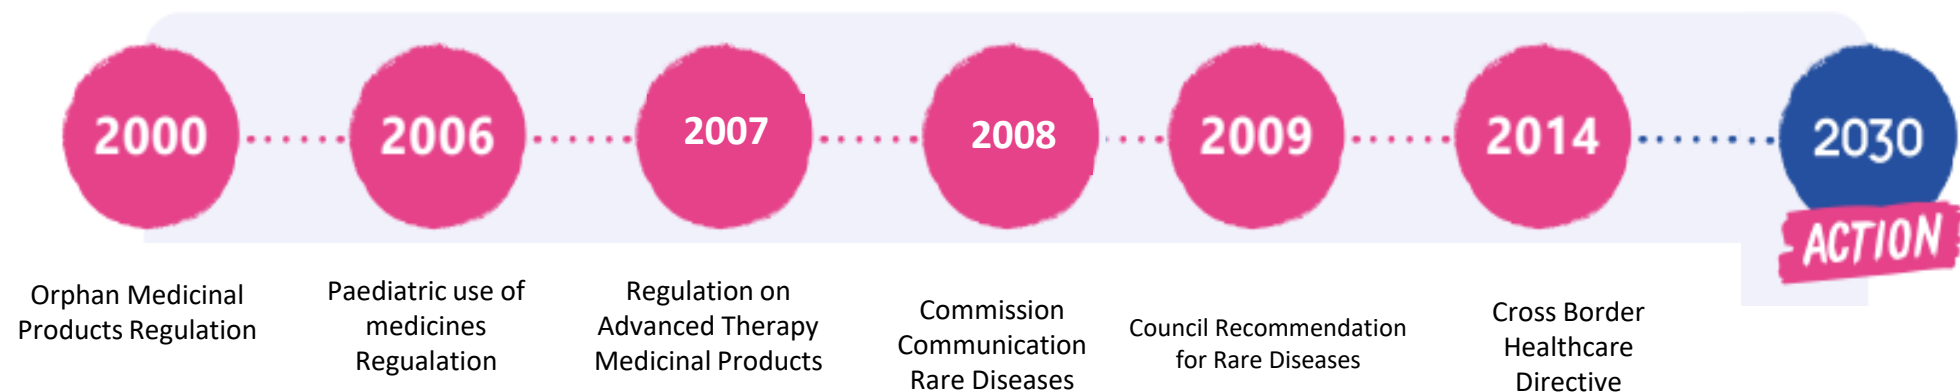 2000
2006
2007
2008
2009
2014
2030
ACTION
Orphan Medicinal
Products Regulation
Paediatric use of
medicines
Regualation
Regulation on
Advanced Therapy
Medicinal Products
Commission
Communication
Rare Diseases
Council Recommendation
for Rare Diseases
Cross Border
Healthcare
Directive